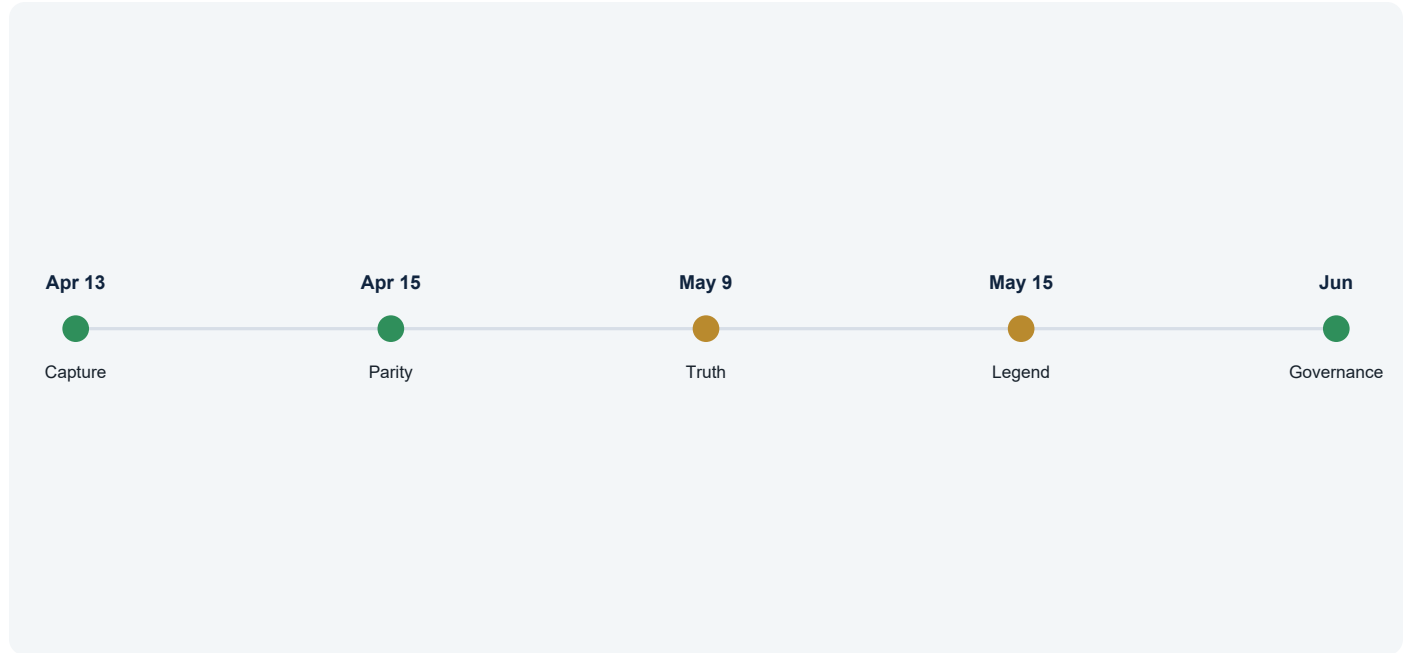 Apr 13
Apr 15
May 9
May 15
Jun
Capture
Parity
Truth
Legend
Governance